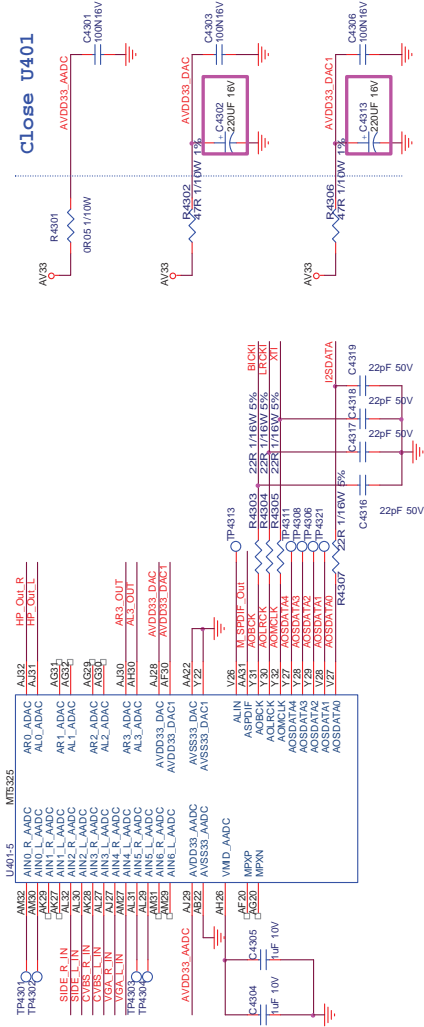 Close U401
AV33
R4301
0R05 1/10W
AVDD33_AADC
C4301
100N16V
AV33
R4302
47R 1/10W 1%
AVDD33_DAC
C4302
220UF 16V
C4303
100N16V
AV33
R4306
47R 1/10W 1%
AVDD33_DAC1
C4313
220UF 16V
C4306
100N16V
U401-5
MT5325
TP4301
AM32
AIN0_R_AADC
TP4302
AM30
AIN0_L_AADC
AK29
AIN1_R_AADC
AK27
AIN1_L_AADC
SIDE_R_IN
AL32
AIN2_R_AADC
SIDE_L_IN
AL30
AIN2_L_AADC
CVBS_R_IN
AK28
AIN3_R_AADC
CVBS_L_IN
AL27
AIN3_L_AADC
VGA_R_IN
AJ27
AIN4_R_AADC
VGA_L_IN
AM27
AIN4_L_AADC
TP4303
AL31
AIN5_R_AADC
TP4304
AL29
AIN5_L_AADC
AM31
AIN6_R_AADC
AM29
AIN6_L_AADC
AVDD33_AADC
AJ29
AVDD33_AADC
AB22
AVSS33_AADC
AH26
VMID_AADC
AF20
MPXP
AG20
MPXN
C4304
1uF 10V
C4305
1uF 10V
AR0_ADAC
AJ32
HP_Out_R
AL0_ADAC
AJ31
HP_Out_L
AR1_ADAC
AG31
AL1_ADAC
AG32
AR2_ADAC
AG29
AL2_ADAC
AG30
AR3_ADAC
AJ30
AR3_OUT
AL3_ADAC
AH30
AL3_OUT
AVDD33_DAC
AJ28
AVDD33_DAC
AVDD33_DAC1
AF30
AVDD33_DAC1
AVSS33_DAC
AA22
AVSS33_DAC1
Y22
ALIN
V26
TP4313
ASPDIF
AA31
M_SPDIF_Out
AOBCK
Y31
AOBCK
R4303
22R 1/16W 5%
BICKI
AOLRCK
Y30
AOLRCK
R4304
22R 1/16W 5%
LRCKI
AOMCLK
Y32
AOMCLK
R4305
22R 1/16W 5%
XTI
AOSDATA4
Y27
AOSDATA4
TP4311
AOSDATA3
Y28
AOSDATA3
TP4308
AOSDATA2
Y29
AOSDATA2
TP4306
AOSDATA1
V28
AOSDATA1
TP4321
AOSDATA0
V27
AOSDATA0
R4307
22R 1/16W 5%
I2SDATA
C4316
22pF 50V
C4317
22pF 50V
C4318
22pF 50V
C4319
22pF 50V